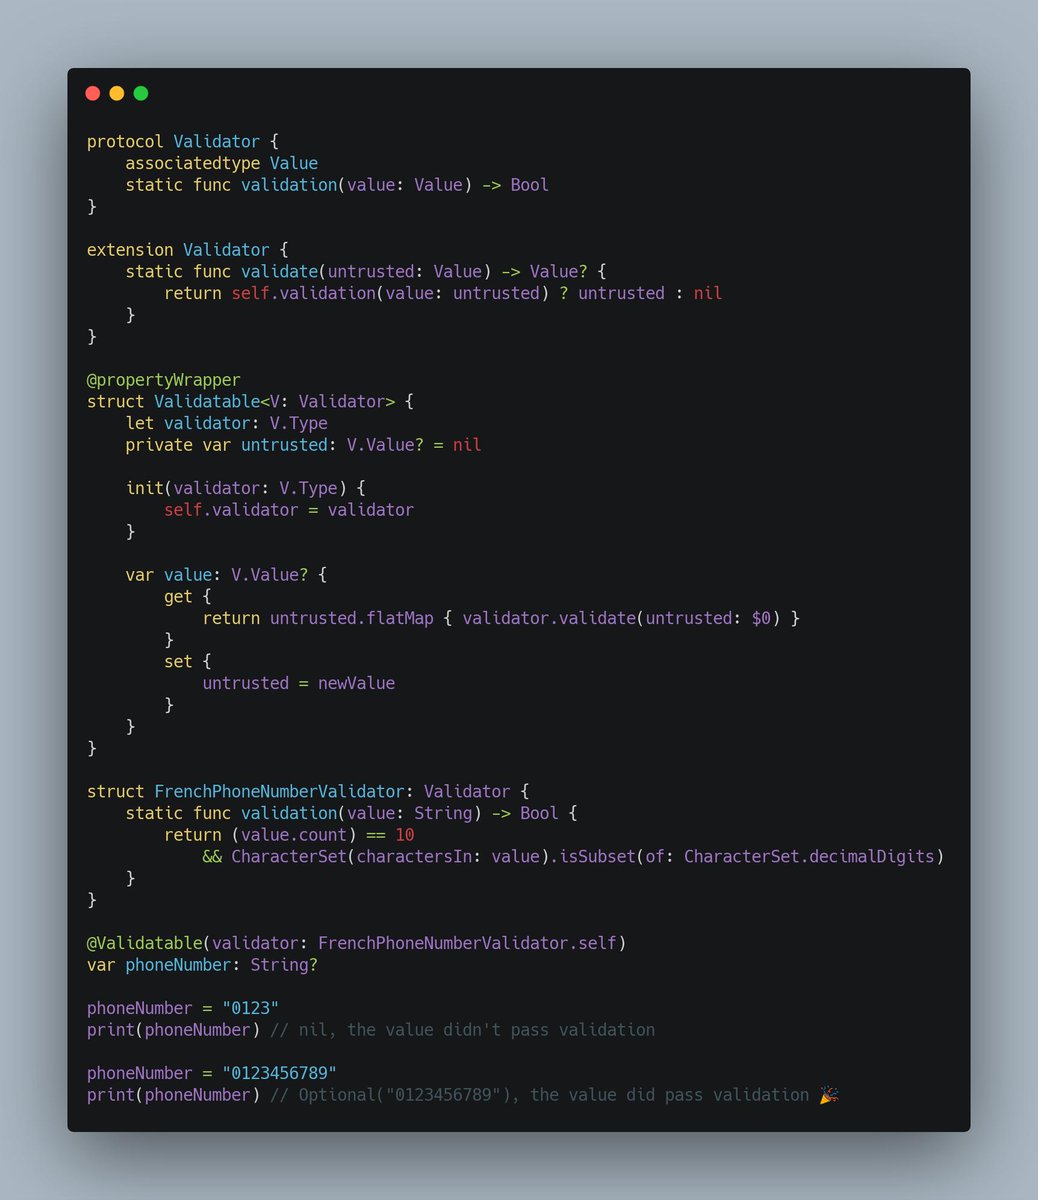 protocol Validator {
    associatedtype Value
    static func validation(value: Value) -> Bool
}

extension Validator {
    static func validate(untrusted: Value) -> Value? {
        return self.validation(value: untrusted) ? untrusted : nil
    }
}

@propertyWrapper
struct Validatable<V: Validator> {
    let validator: V.Type
    private var untrusted: V.Value? = nil

    init(validator: V.Type) {
        self.validator = validator
    }

    var value: V.Value? {
        get {
            return untrusted.flatMap { validator.validate(untrusted: $0) }
        }
        set {
            untrusted = newValue
        }
    }
}

struct FrenchPhoneNumberValidator: Validator {
    static func validation(value: String) -> Bool {
        return (value.count) == 10
            && CharacterSet(charactersIn: value).isSubset(of: CharacterSet.decimalDigits)
    }
}

@Validatable(validator: FrenchPhoneNumberValidator.self)
var phoneNumber: String?

phoneNumber = "0123"
print(phoneNumber) // nil, the value didn't pass validation

phoneNumber = "0123456789"
print(phoneNumber) // Optional("0123456789"), the value did pass validation 🎉